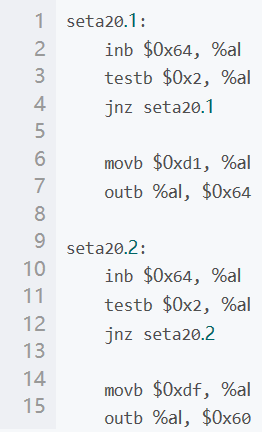 1 seta20.1:
2 inb $0x64, %al
3 testb $0x2, %al
4 jnz seta20.1
5
6 movb $0xd1, %al
7 outb %al, $0x64
8
9 seta20.2:
10 inb $0x64, %al
11 testb $0x2, %al
12 jnz seta20.2
13
14 movb $0xdf, %al
15 outb %al, $0x60